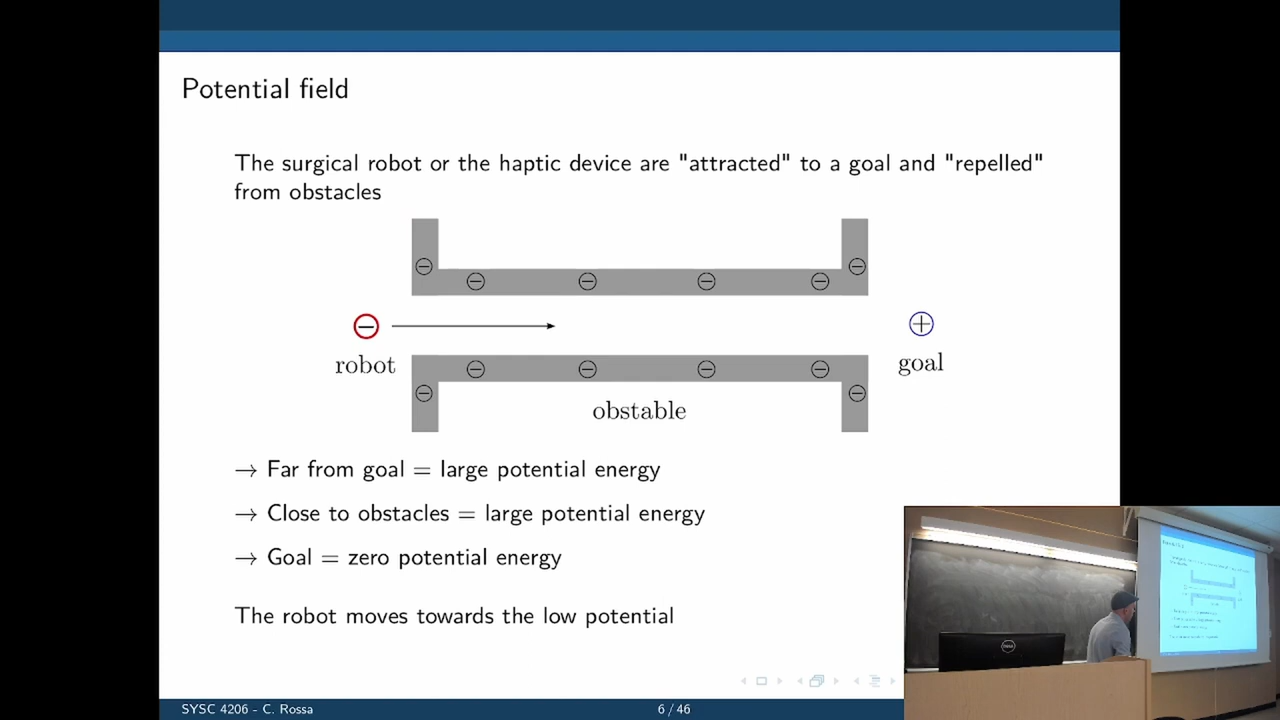 Potential field
The surgical robot or the haptic device are "attracted" to a goal and "repelled"
from obstacles
robot
goal
obstable
→ Far from goal = large potential energy
→ Close to obstacles = large potential energy
→ Goal = zero potential energy
The robot moves towards the low potential
SYSC 4206 - C. Rossa
6 / 46